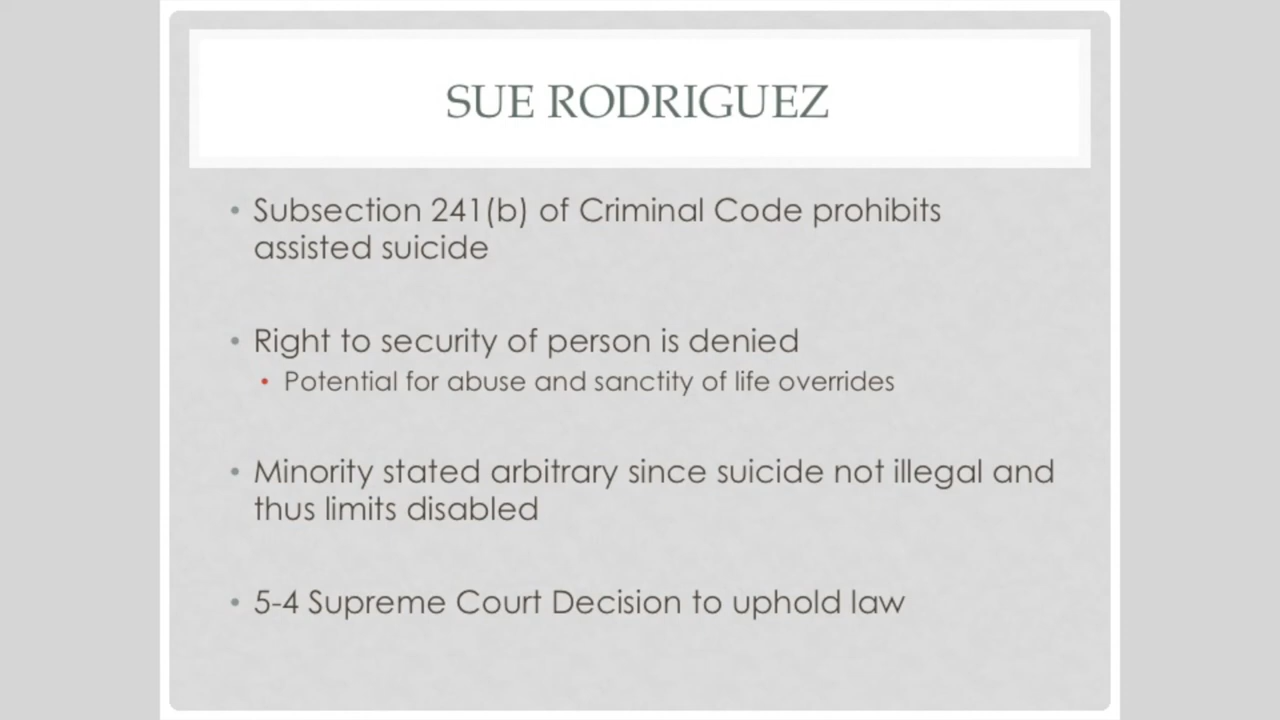 SUE RODRIGUEZ
• Subsection 241(b) of Criminal Code prohibits
assisted suicide
• Right to security of person is denied
• Potential for abuse and sanctity of life overrides
• Minority stated arbitrary since suicide not illegal and
thus limits disabled
• 5-4 Supreme Court Decision to uphold law